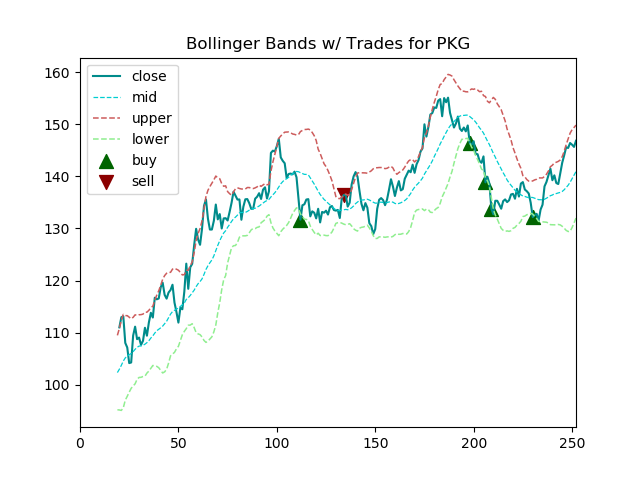 Bollinger Bands w/ Trades for PKG
160
150
140
130
120
110
100
close
mid
upper
lower
buy
sell
0 50 100 150 200 250